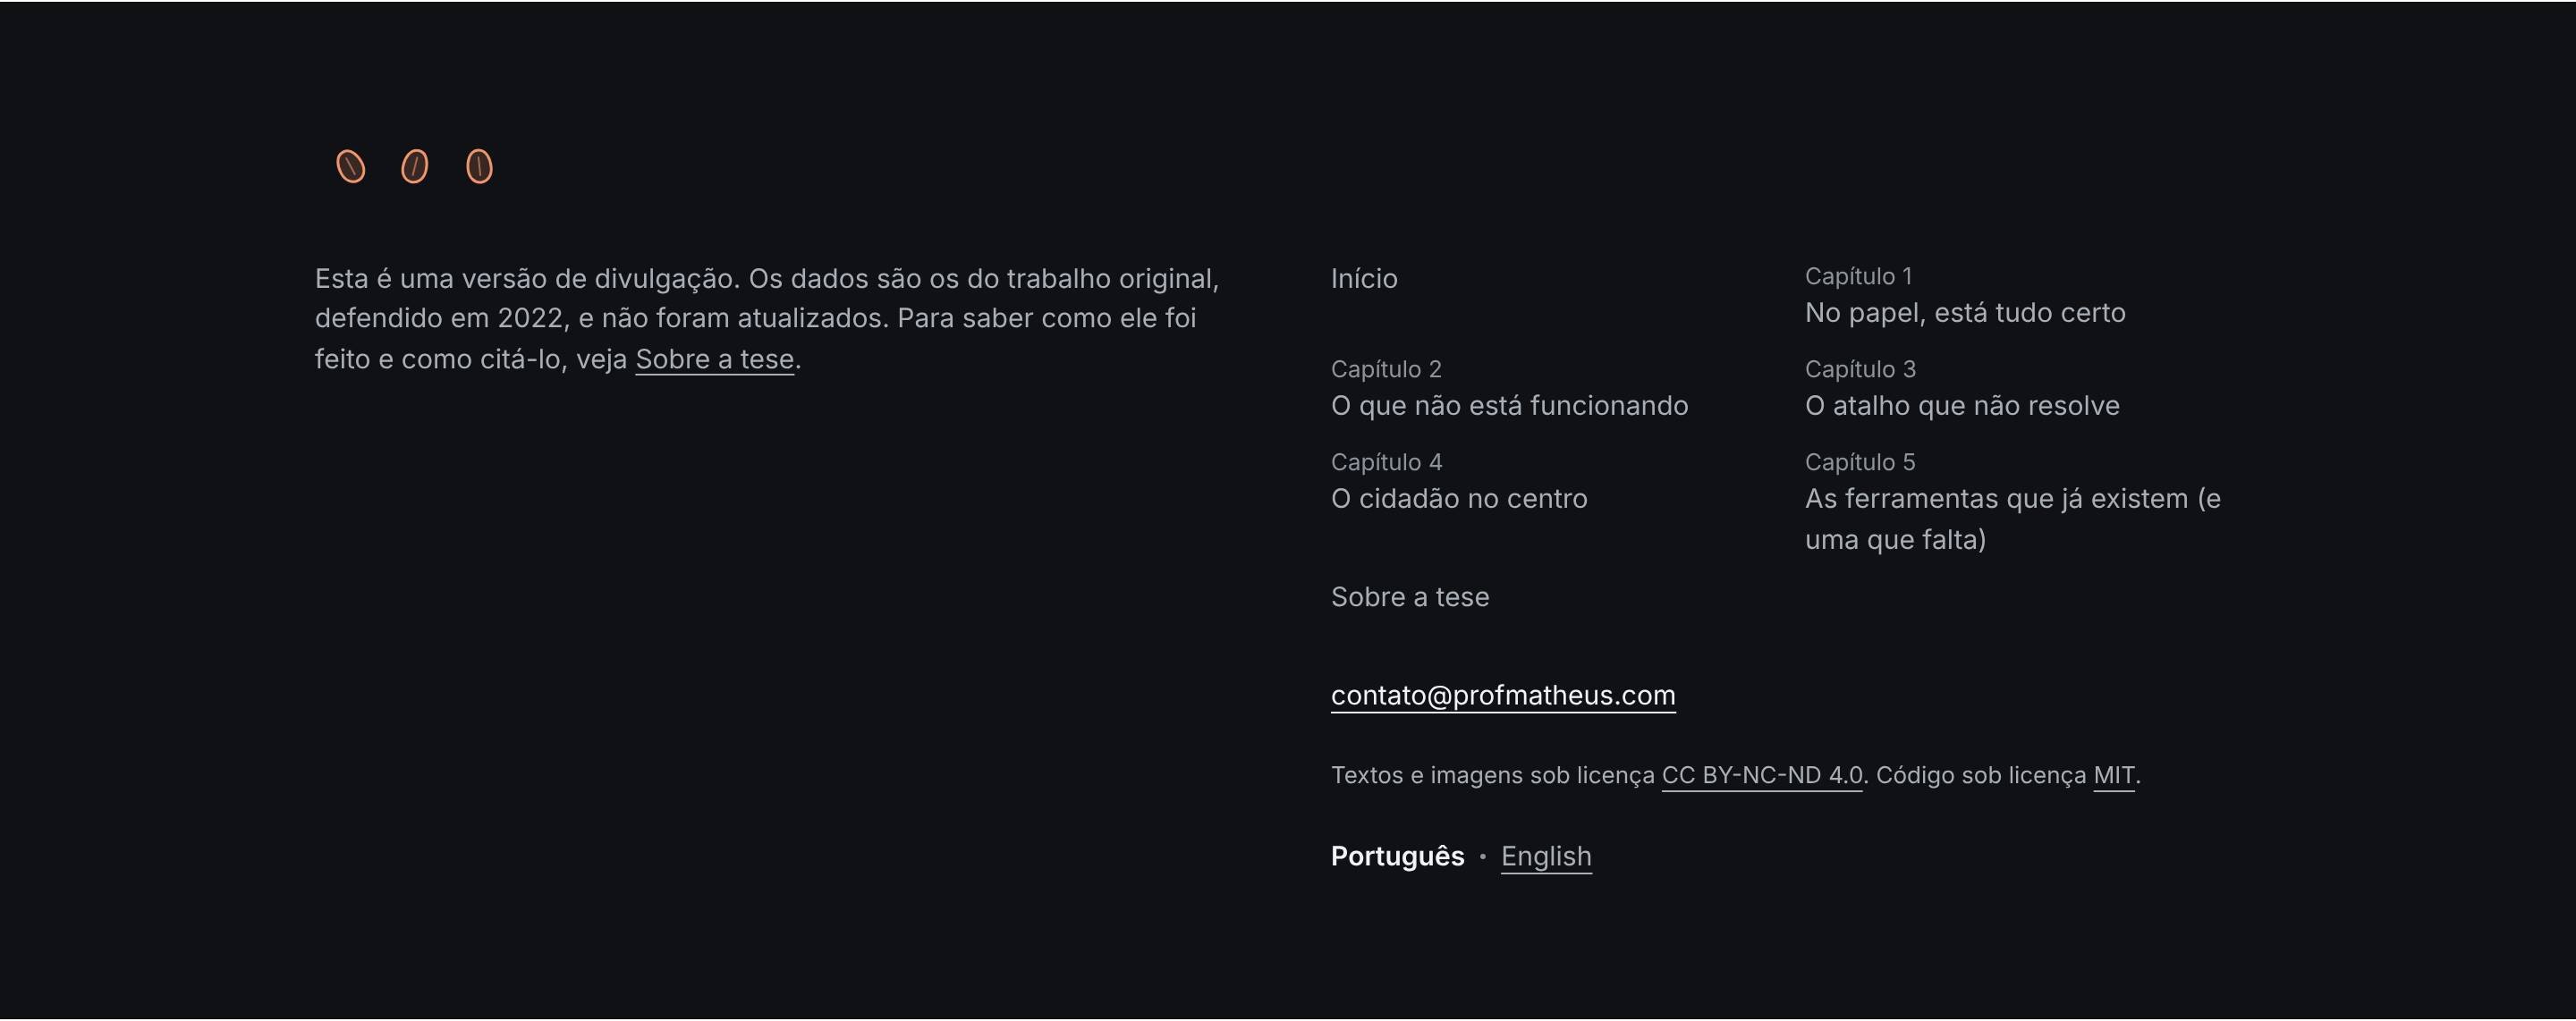 Esta é uma versão de divulgação. Os dados são os do trabalho original,
defendido em 2022, e não foram atualizados. Para saber como ele foi
feito e como citá-lo, veja Sobre a tese.
Início
Capítulo 1
No papel, está tudo certo
Capítulo 2
O que não está funcionando
Capítulo 3
O atalho que não resolve
Capítulo 4
O cidadão no centro
Capítulo 5
As ferramentas que já existem (e
uma que falta)
Sobre a tese
contato@profmatheus.com
Textos e imagens sob licença CC BY-NC-ND 4.0. Código sob licença MIT.
Português • English